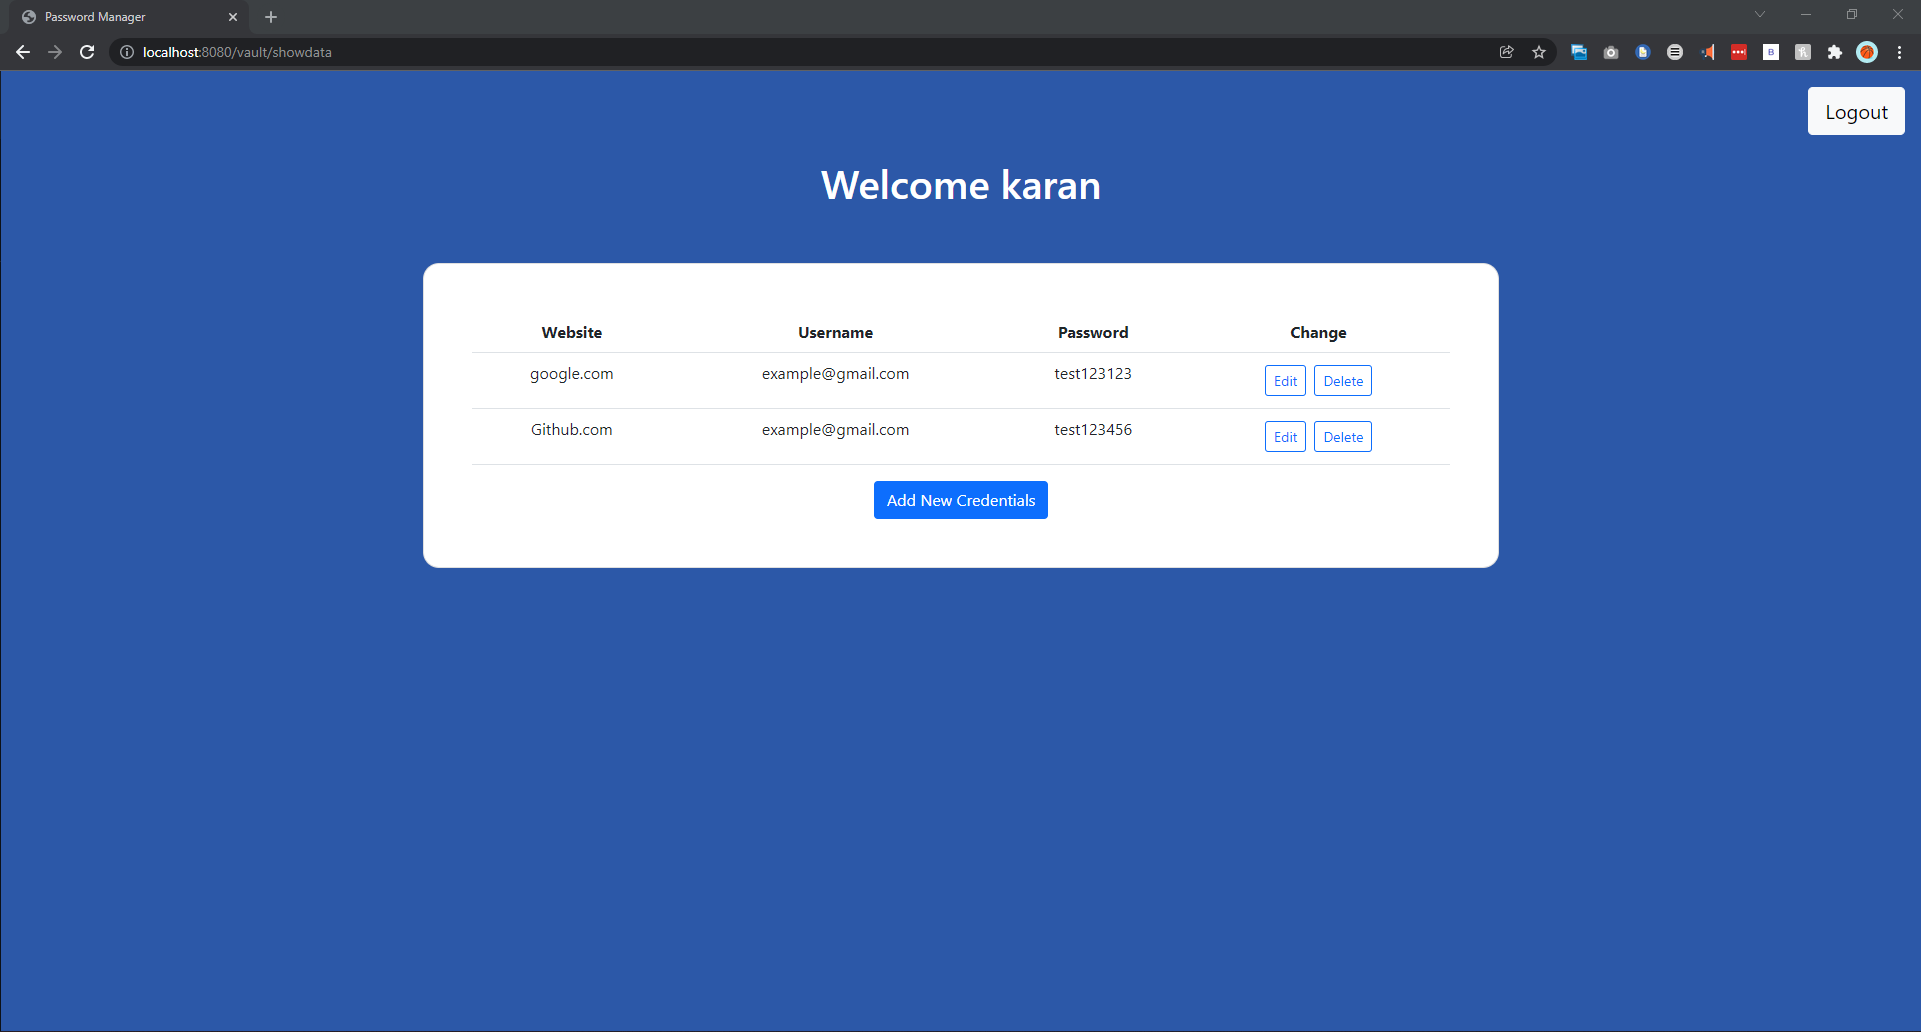 Password Manager
localhost:8080/vault/showdata
B
Logout
Welcome karan
Website Username Password Change
google.com example@gmail.com test123123 Edit Delete
Github.com example@gmail.com test123456 Edit Delete
Add New Credentials